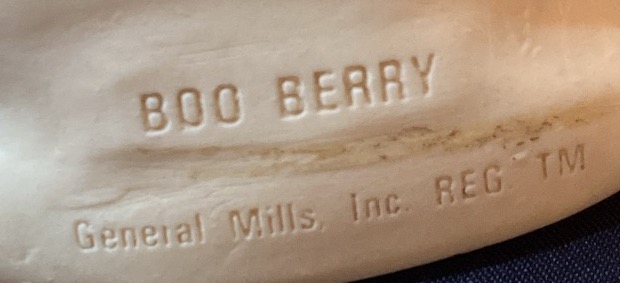 BOO BERRY
General Mills, Inc. REG. TM